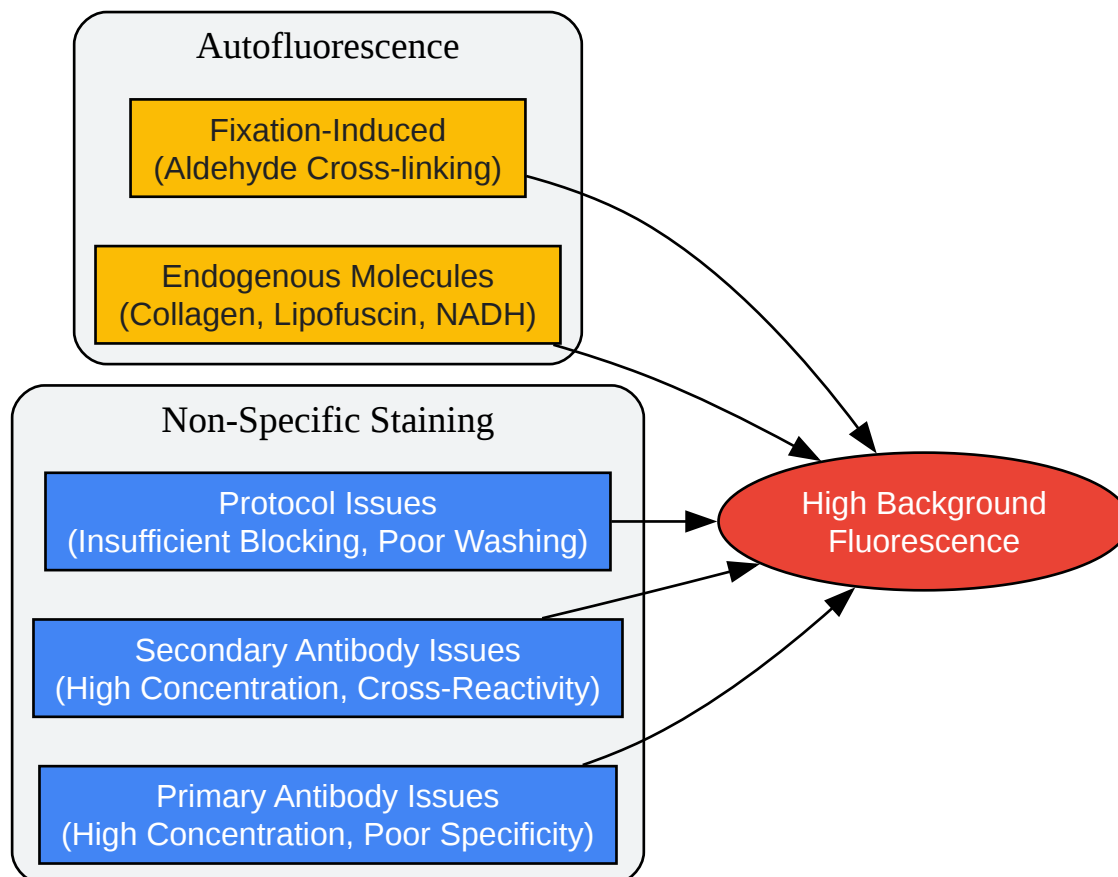 Autofluorescence
Fixation-Induced
(Aldehyde Cross-linking)
Endogenous Molecules
(Collagen, Lipofuscin, NADH)
Non-Specific Staining
Protocol Issues
(Insufficient Blocking, Poor Washing)
Secondary Antibody Issues
(High Concentration, Cross-Reactivity)
Primary Antibody Issues
(High Concentration, Poor Specificity)
High Background
Fluorescence